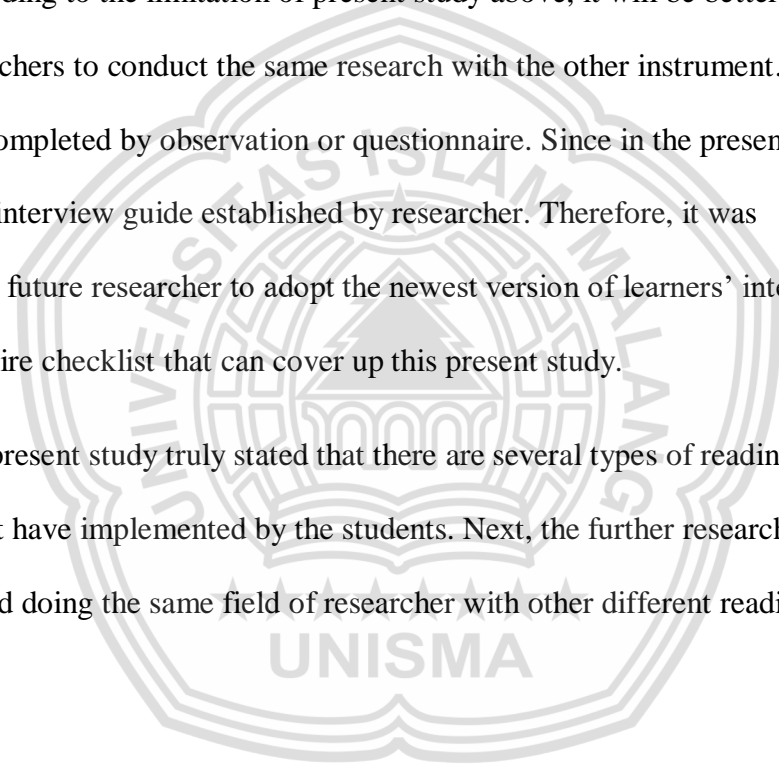 ding to the limitation of present study above, it will be better
chers to conduct the same research with the other instrument.
ompleted by observation or questionnaire. Since in the presen
interview guide established by researcher. Therefore, it was
future researcher to adopt the newest version of learners’ int
ire checklist that can cover up this present study.
present study truly stated that there are several types of readin
t have implemented by the students. Next, the further research
d doing the same field of researcher with other different readi
UNIVERSITAS ISLAM MALANG
UNISMA